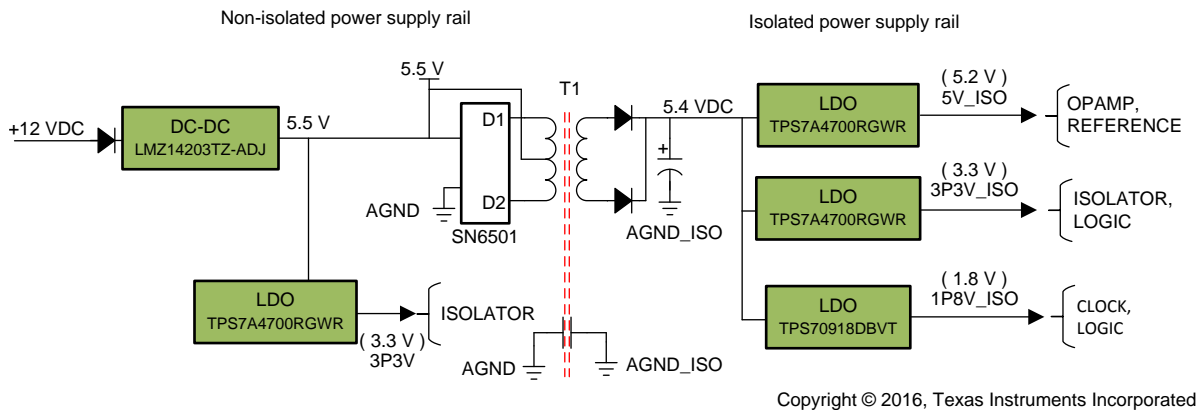 Non-isolated power supply rail
Isolated power supply rail
+12 VDC
DC-DC
LMZ14203TZ-ADJ
5.5 V
5.5 V
D1
D2
SN6501
AGND
T1
5.4 VDC
+
AGND_ISO
LDO
TPS7A4700RGWR
( 5.2 V )
5V_ISO
OPAMP,
REFERENCE
LDO
TPS7A4700RGWR
( 3.3 V )
3P3V_ISO
ISOLATOR,
LOGIC
LDO
TPS70918DBVT
( 1.8 V )
1P8V_ISO
CLOCK,
LOGIC
LDO
TPS7A4700RGWR
( 3.3 V )
3P3V
ISOLATOR
AGND
AGND_ISO
Copyright © 2016, Texas Instruments Incorporated